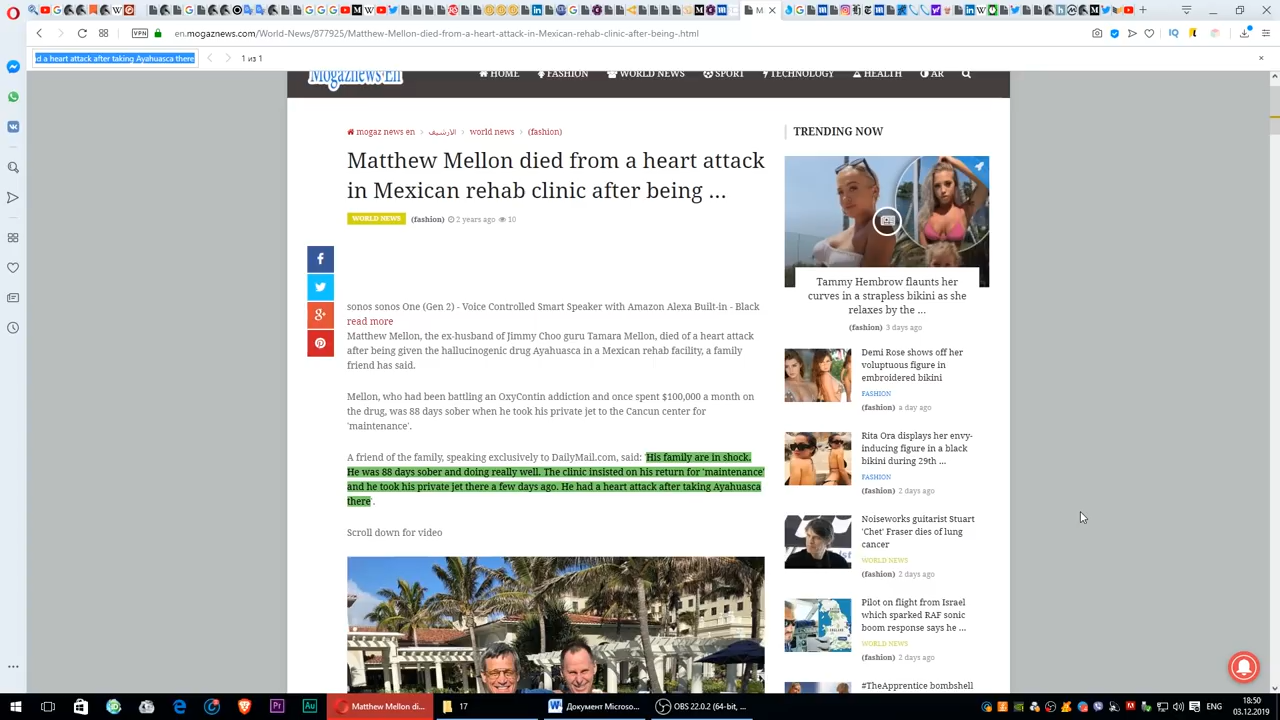 VPN
en.mogaznews.com/World-News/877925/Matthew-Mellon-died-from-a-heart-attack-in-Mexican-rehab-clinic-after-being-.html
d a heart attack after taking Ayahuasca there
1 из 1
MogazNews En
HOME
FASHION
WORLD NEWS
SPORT
TECHNOLOGY
HEALTH
AR
mogaz news en
الأرشيف
world news
(fashion)
Matthew Mellon died from a heart attack
in Mexican rehab clinic after being ...
WORLD NEWS (fashion) 2 years ago 10
sonos sonos One (Gen 2) - Voice Controlled Smart Speaker with Amazon Alexa Built-in - Black
read more
Matthew Mellon, the ex-husband of Jimmy Choo guru Tamara Mellon, died of a heart attack
after being given the hallucinogenic drug Ayahuasca in a Mexican rehab facility, a family
friend has said.
Mellon, who had been battling an OxyContin addiction and once spent $100,000 a month on
the drug, was 88 days sober when he took his private jet to the Cancun center for
'maintenance'.
A friend of the family, speaking exclusively to DailyMail.com, said: 'His family are in shock.
He was 88 days sober and doing really well. The clinic insisted on his return for 'maintenance'
and he took his private jet there a few days ago. He had a heart attack after taking Ayahuasca
there'.
Scroll down for video
TRENDING NOW
Tammy Hembrow flaunts her
curves in a strapless bikini as she
relaxes by the ...
(fashion) 3 days ago
Demi Rose shows off her
voluptuous figure in
embroidered bikini
FASHION
(fashion) a day ago
Rita Ora displays her envy-
inducing figure in a black
bikini during 29th ...
FASHION
(fashion) 2 days ago
Noiseworks guitarist Stuart
'Chet' Fraser dies of lung
cancer
WORLD NEWS
(fashion) 2 days ago
Pilot on flight from Israel
which sparked RAF sonic
boom response says he ...
WORLD NEWS
(fashion) 2 days ago
#TheApprentice bombshell
Matthew Mellon di...
17
Документ Microso...
OBS 22.0.2 (64-bit, ...
ENG
18:50
03.12.2019